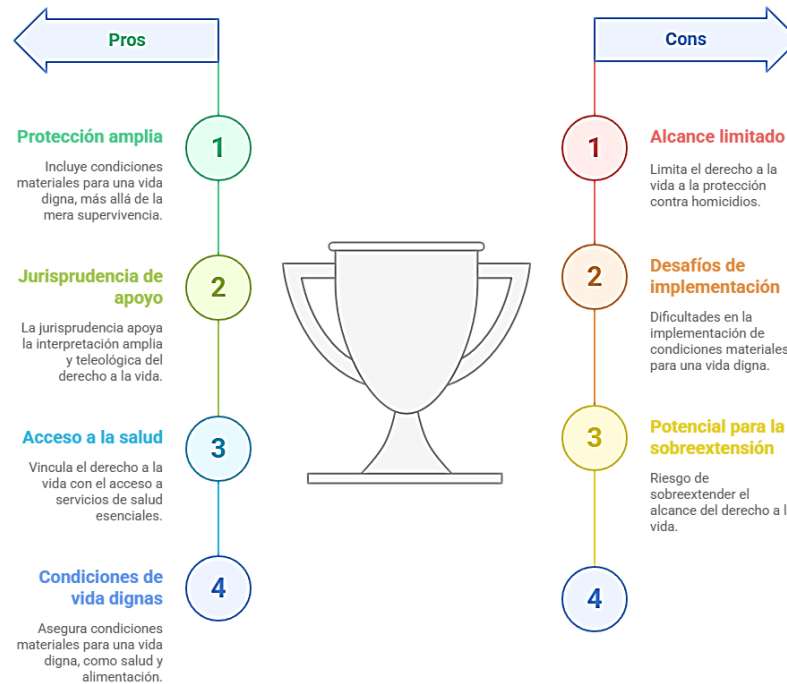 Pros
1
Protección amplia
Incluye condiciones
materiales para una vida
digna, más allá de la
mera supervivencia.
2
Jurisprudencia de
apoyo
La jurisprudencia apoya
la interpretación amplia
y teleológica del
derecho a la vida.
3
Acceso a la salud
Vincula el derecho a la
vida con el acceso a
servicios de salud
esenciales.
4
Condiciones de
vida dignas
Asegura condiciones
materiales para una vida
digna, como salud y
alimentación.
Cons
1
Alcance limitado
Limita el derecho a la
vida a la protección
contra homicidios.
2
Desafíos de
implementación
Dificultades en la
implementación de
condiciones materiales
para una vida digna.
3
Potencial para la
sobreextensión
Riesgo de
sobreextender el
alcance del derecho a l
vida.
4